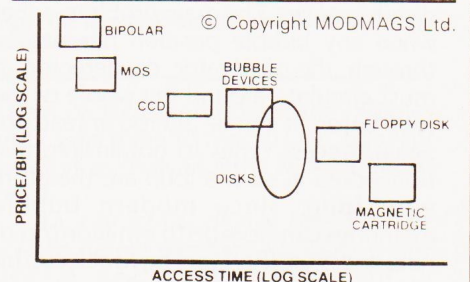 © Copyright MODMAGS Ltd.
BIPOLAR
MOS
BUBBLE
DEVICES
CCD
FLOPPY DISK
DISKS
MAGNETIC
CARTRIDGE
PRICE/BIT (LOG SCALE)
ACCESS TIME (LOG SCALE)